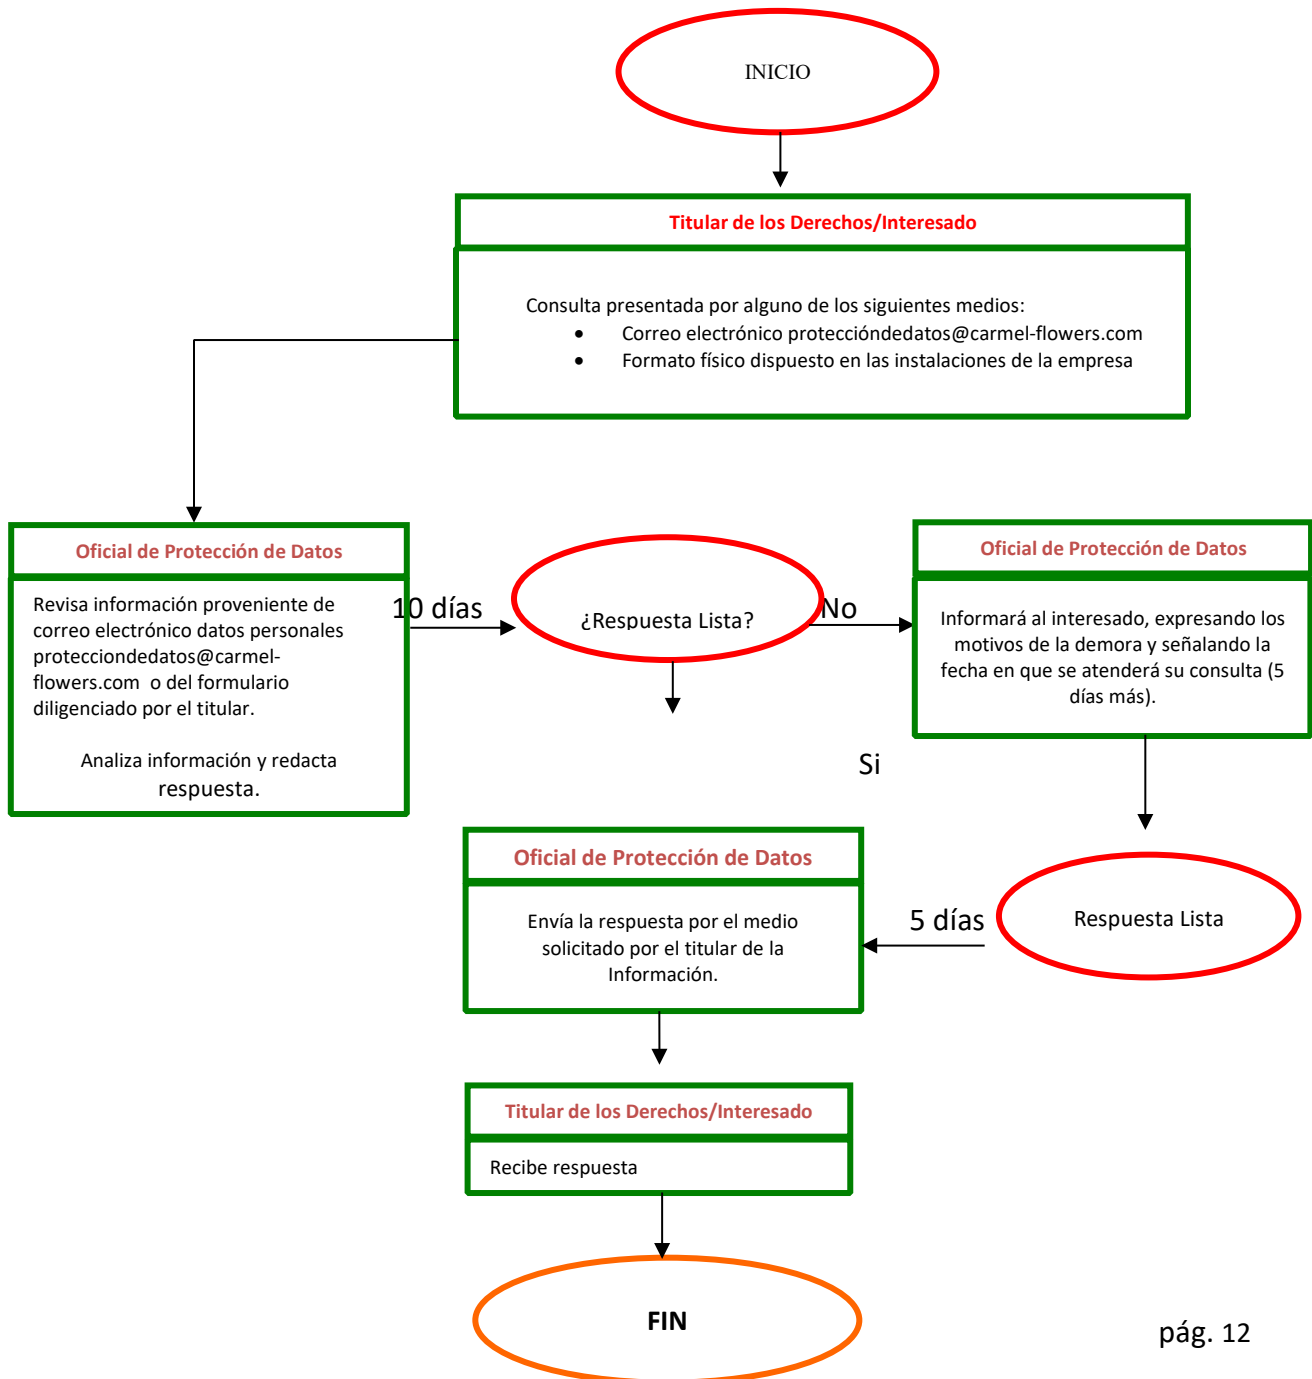 INICIO
Titular de los Derechos/Interesado
Consulta presentada por alguno de los siguientes medios:
• Correo electrónico proteccióndedatos@carmel-flowers.com
• Formato físico dispuesto en las instalaciones de la empresa
Oficial de Protección de Datos
Revisa información proveniente de
correo electrónico datos personales
protecciondedatos@carmel-
flowers.com o del formulario
diligenciado por el titular.
Analiza información y redacta
respuesta.
10 días
¿Respuesta Lista?
No
Oficial de Protección de Datos
Informará al interesado, expresando los
motivos de la demora y señalando la
fecha en que se atenderá su consulta (5
días más).
Si
Oficial de Protección de Datos
Envía la respuesta por el medio
solicitado por el titular de la
Información.
5 días
Respuesta Lista
Titular de los Derechos/Interesado
Recibe respuesta
FIN
pág. 12